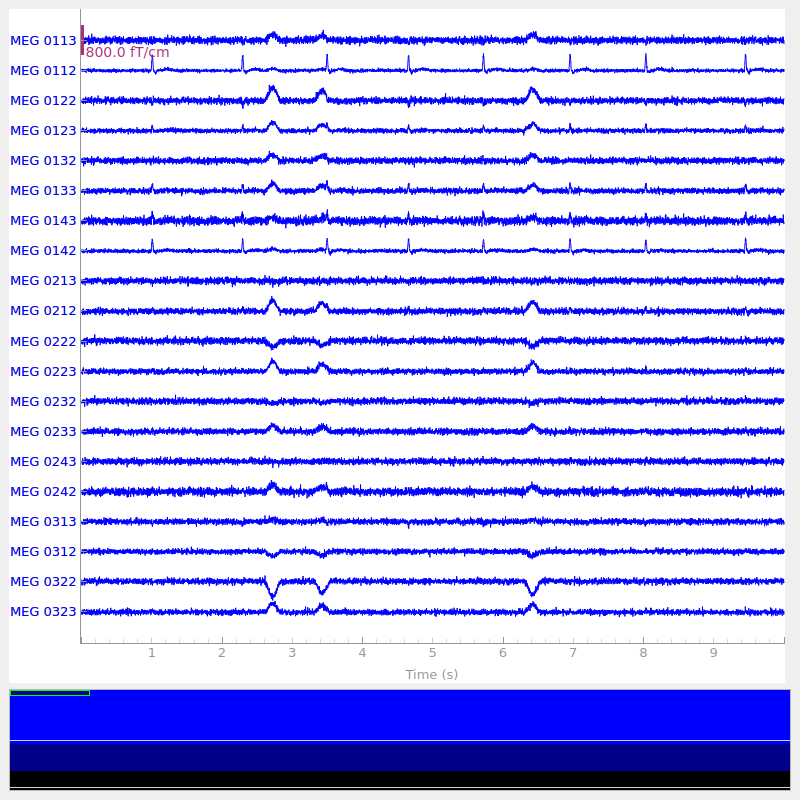 MEG 0113
800.0 fT/cm
MEG 0112
MEG 0122
MEG 0123
MEG 0132
MEG 0133
MEG 0143
MEG 0142
MEG 0213
MEG 0212
MEG 0222
MEG 0223
MEG 0232
MEG 0233
MEG 0243
MEG 0242
MEG 0313
MEG 0312
MEG 0322
MEG 0323
1 2 3 4 5 6 7 8 9
Time (s)